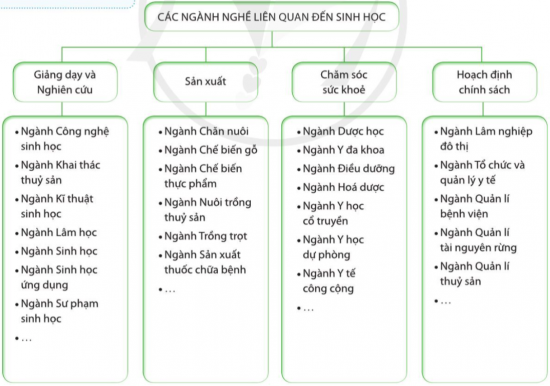 CÁC NGÀNH NGHỀ LIÊN QUAN ĐẾN SINH HỌC
Giảng dạy và
Nghiên cứu
• Ngành Công nghệ
sinh học
• Ngành Khai thác
thuỷ sản
• Ngành Kĩ thuật
sinh học
• Ngành Lâm học
• Ngành Sinh học
• Ngành Sinh học
ứng dụng
• Ngành Sư phạm
sinh học
• ...
Sản xuất
• Ngành Chăn nuôi
• Ngành Chế biến gỗ
• Ngành Chế biến
thực phẩm
• Ngành Nuôi trồng
thuỷ sản
• Ngành Trồng trọt
• Ngành Sản xuất
thuốc chữa bệnh
• ...
Chăm sóc
sức khoẻ
• Ngành Dược học
• Ngành Y đa khoa
• Ngành Điều dưỡng
• Ngành Hoá dược
• Ngành Y học
cổ truyền
• Ngành Y học
dự phòng
• Ngành Y tế
công cộng
• ...
Hoạch định
chính sách
• Ngành Lâm nghiệp
đô thị
• Ngành Tổ chức và
quản lý y tế
• Ngành Quản lí
bệnh viện
• Ngành Quản lí
tài nguyên rừng
• Ngành Quản lí
thuỷ sản
• ...